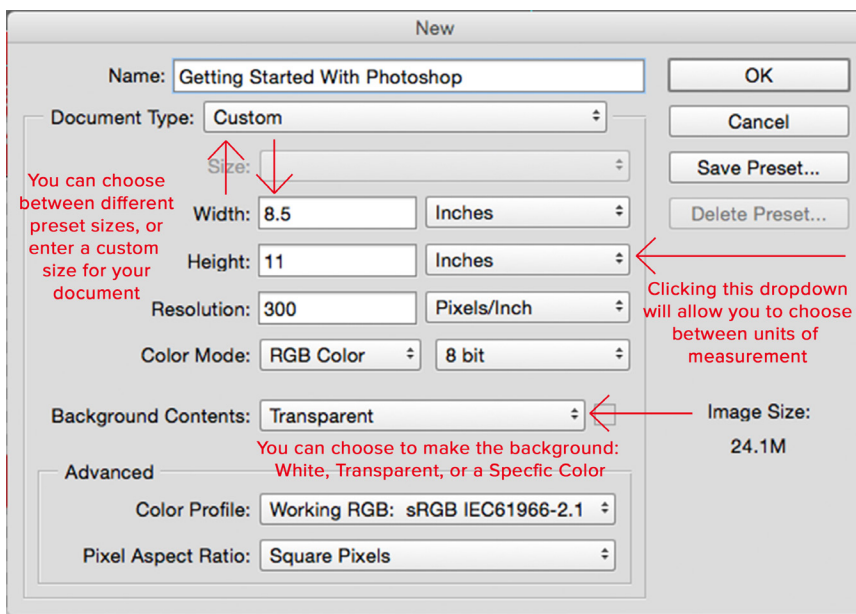 New
Name: Getting Started With Photoshop
OK
Document Type: Custom
Cancel
Size:
Save Preset...
You can choose
between different
preset sizes, or
enter a custom
size for your
document
Width: 8.5 Inches
Delete Preset...
Height: 11 Inches
Clicking this dropdown
will allow you to choose
between units of
measurement
Resolution: 300 Pixels/Inch
Color Mode: RGB Color 8 bit
Background Contents: Transparent
Image Size:
24.1M
You can choose to make the background:
White, Transparent, or a Specfic Color
Advanced
Color Profile: Working RGB: sRGB IEC61966-2.1
Pixel Aspect Ratio: Square Pixels